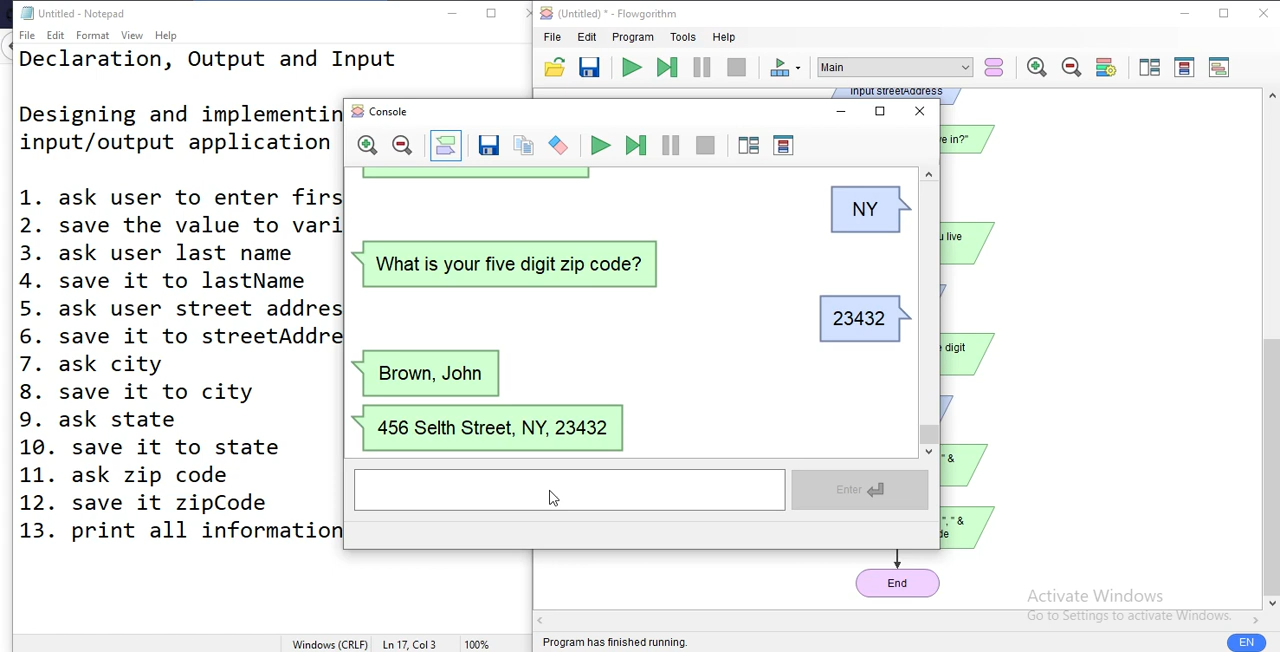 Untitled - Notepad
File Edit Format View Help
Declaration, Output and Input
Designing and implementin
input/output application
1. ask user to enter firs
2. save the value to vari
3. ask user last name
4. save it to lastName
5. ask user street addres
6. save it to streetAddre
7. ask city
8. save it to city
9. ask state
10. save it to state
11. ask zip code
12. save it zipCode
13. print all information
Windows (CRLF) Ln 17, Col 3 100%
(Untitled) * - Flowgorithm
File Edit Program Tools Help
Main
Input streetAddress
e in?"
u live
e digit
" &
", " &
de
End
Activate Windows
Go to Settings to activate Windows.
Program has finished running.
EN
Console
NY
What is your five digit zip code?
23432
Brown, John
456 Selth Street, NY, 23432
Enter